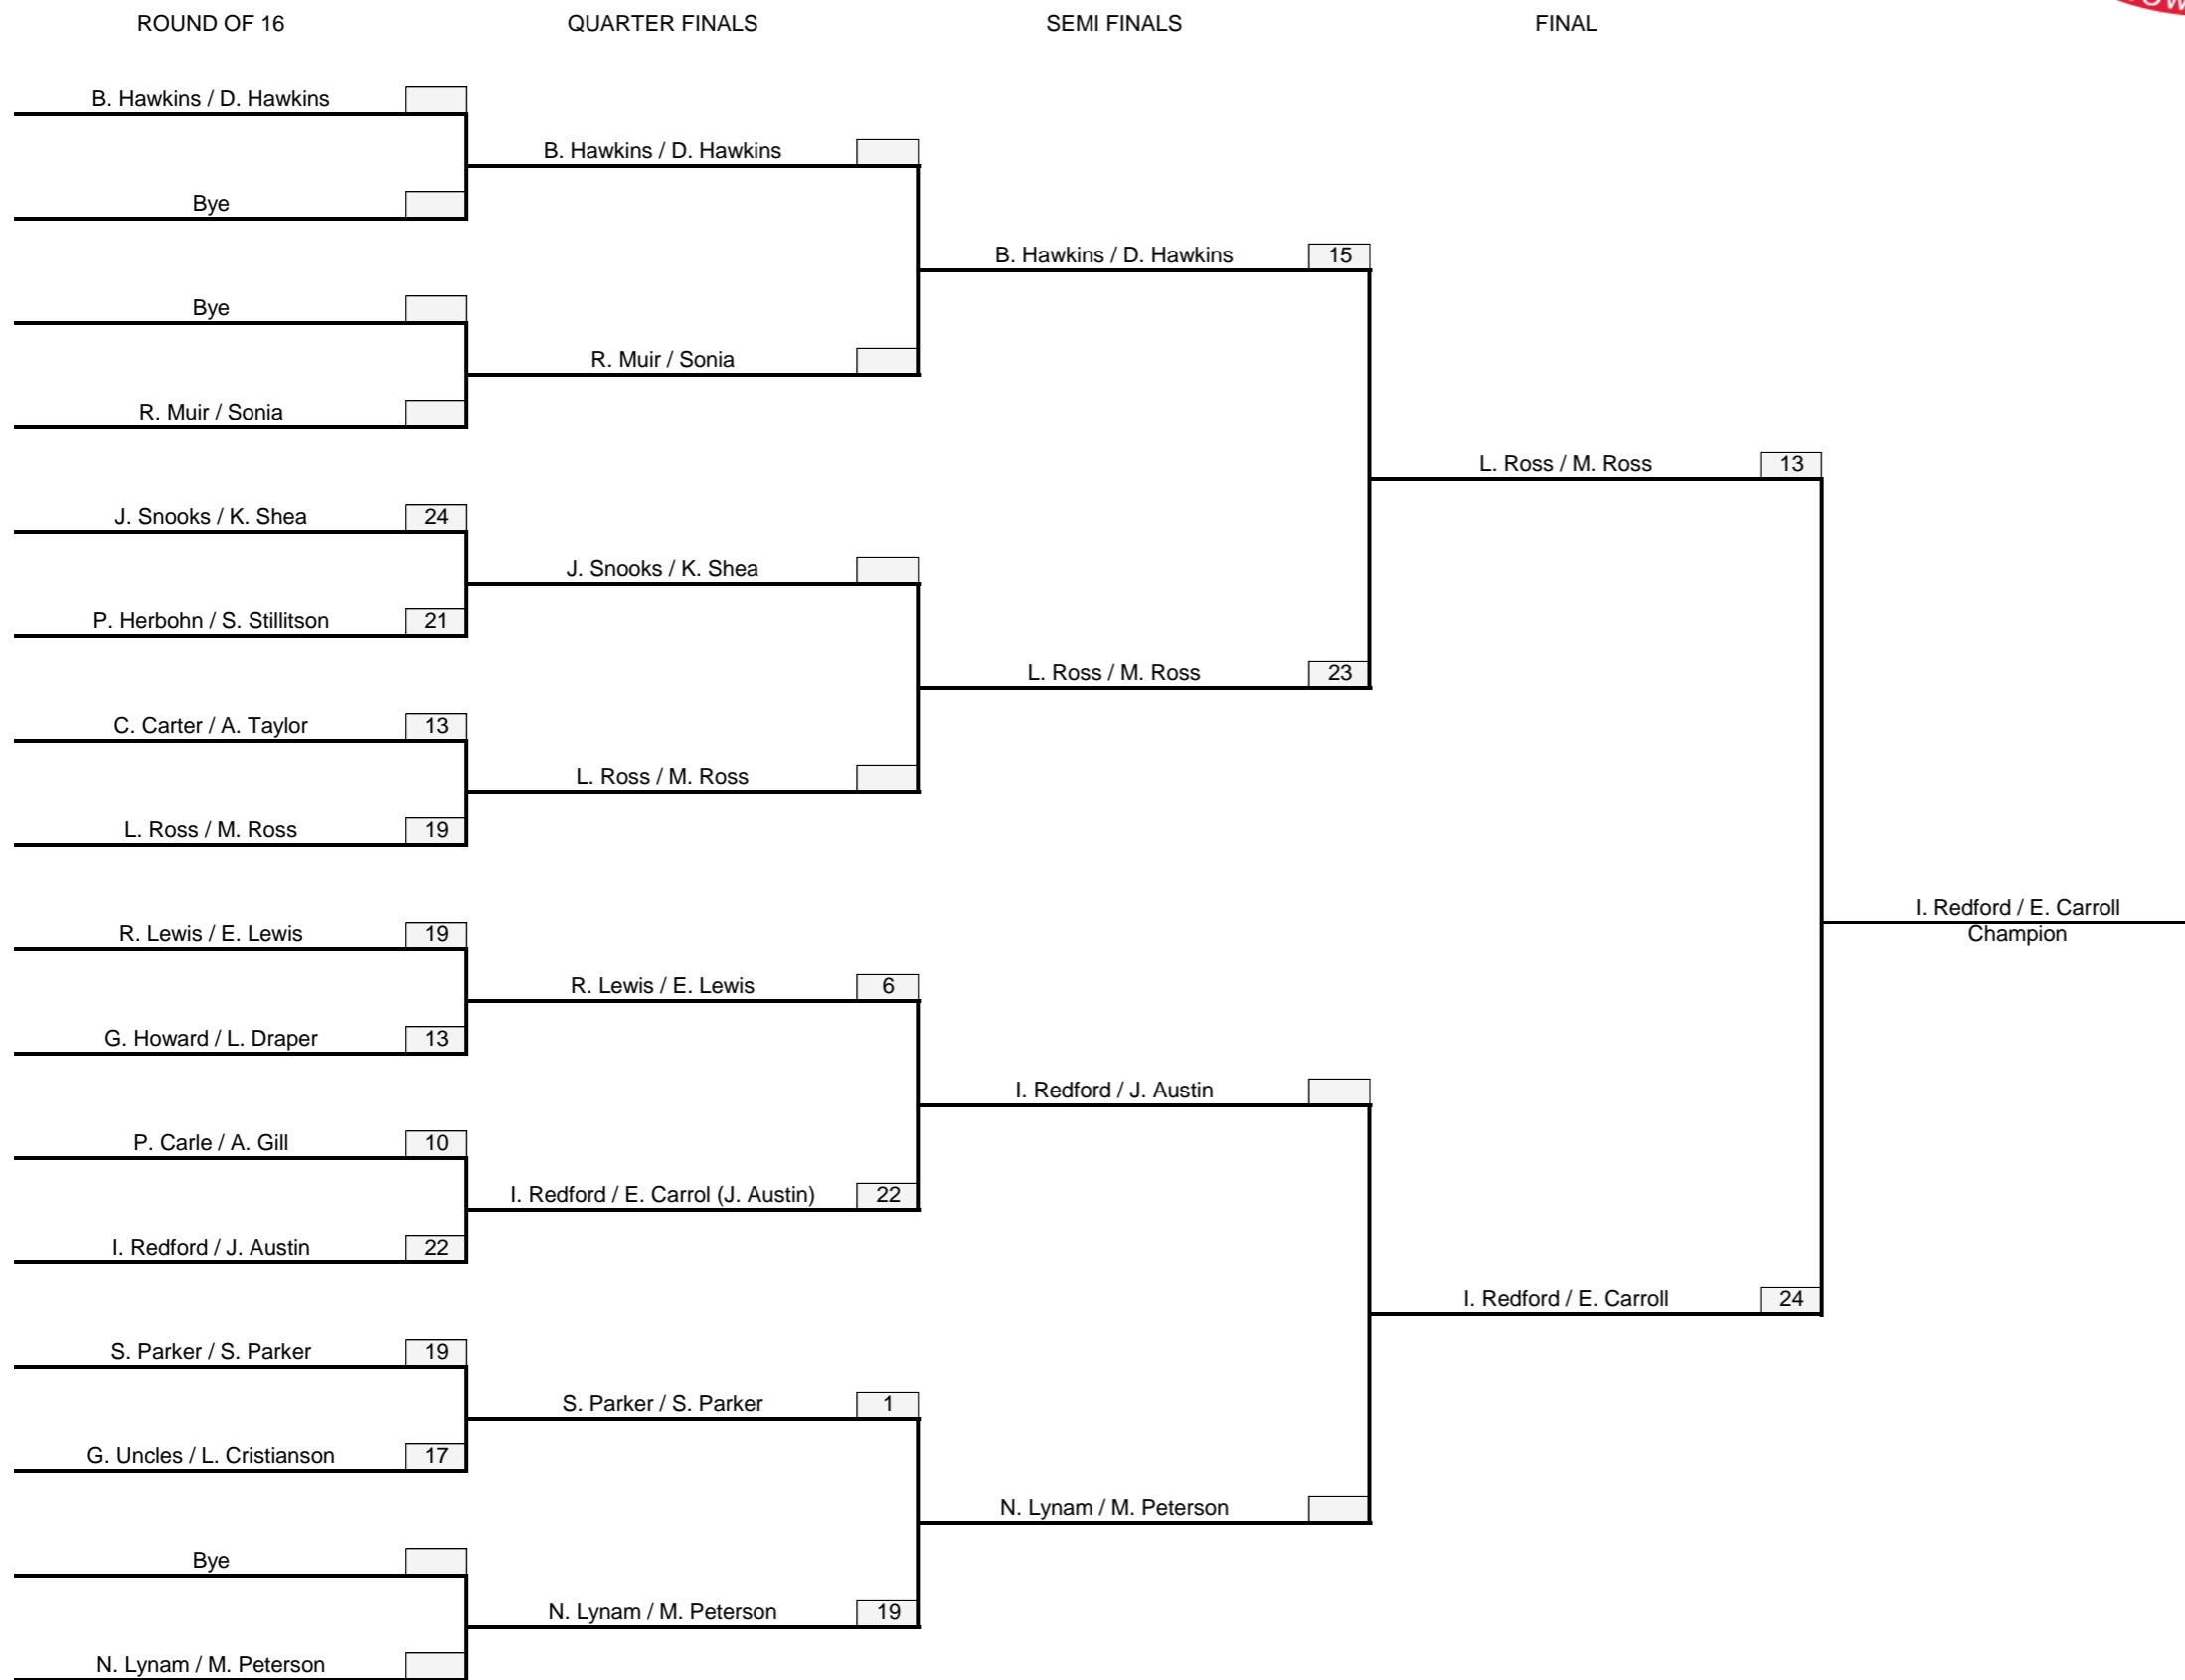 ROUND OF 16 QUARTER FINALS SEMI FINALS FINAL
B. Hawkins / D. Hawkins
B. Hawkins / D. Hawkins
Bye
B. Hawkins / D. Hawkins 15
Bye
R. Muir / Sonia
R. Muir / Sonia
L. Ross / M. Ross 13
J. Snooks / K. Shea 24
J. Snooks / K. Shea
P. Herbohn / S. Stillitson 21
L. Ross / M. Ross 23
C. Carter / A. Taylor 13
L. Ross / M. Ross
L. Ross / M. Ross 19
I. Redford / E. Carroll
R. Lewis / E. Lewis 19
Champion
R. Lewis / E. Lewis 6
G. Howard / L. Draper 13
I. Redford / J. Austin
P. Carle / A. Gill 10
I. Redford / E. Carrol (J. Austin) 22
I. Redford / J. Austin 22
I. Redford / E. Carroll 24
S. Parker / S. Parker 19
S. Parker / S. Parker 1
G. Uncles / L. Cristianson 17
N. Lynam / M. Peterson
Bye
N. Lynam / M. Peterson 19
N. Lynam / M. Peterson